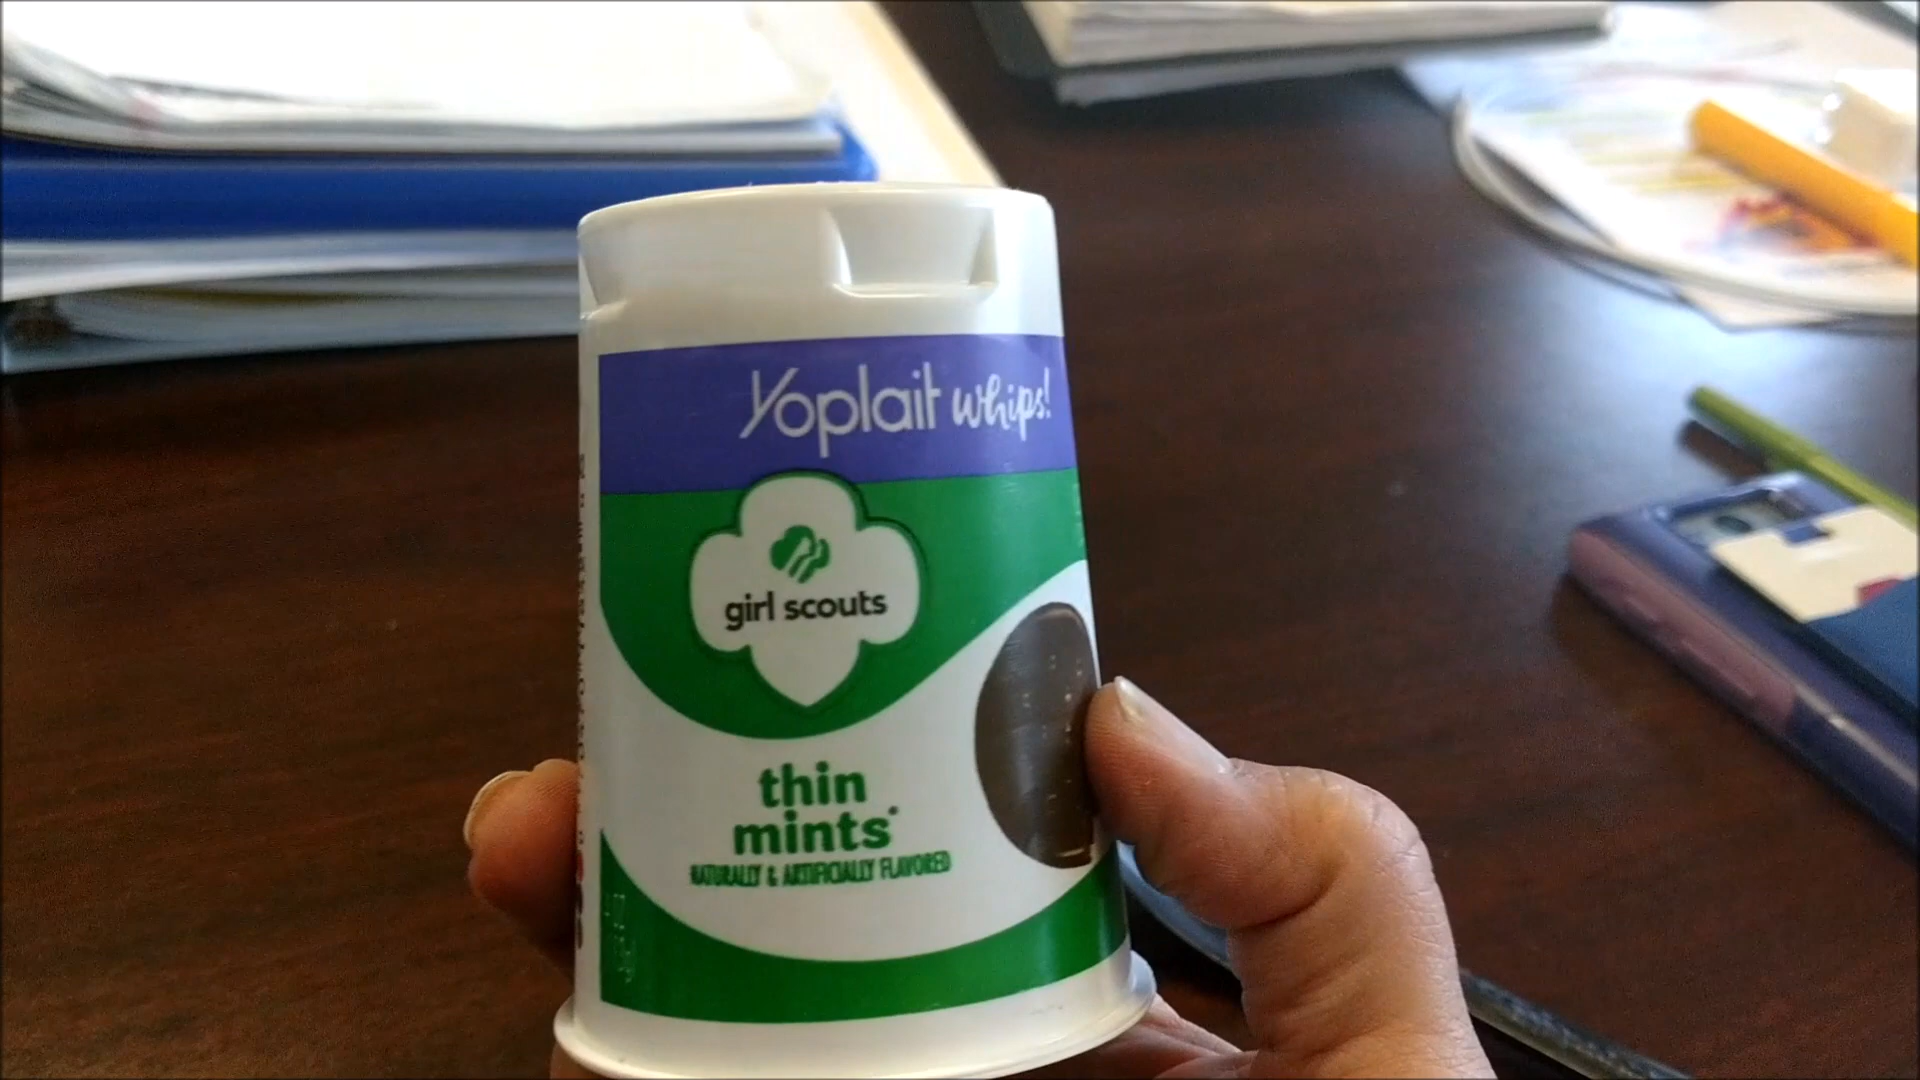 Yoplait whips!
girl scouts
thin
mints
NATURALLY & ARTIFICIALLY FLAVORED